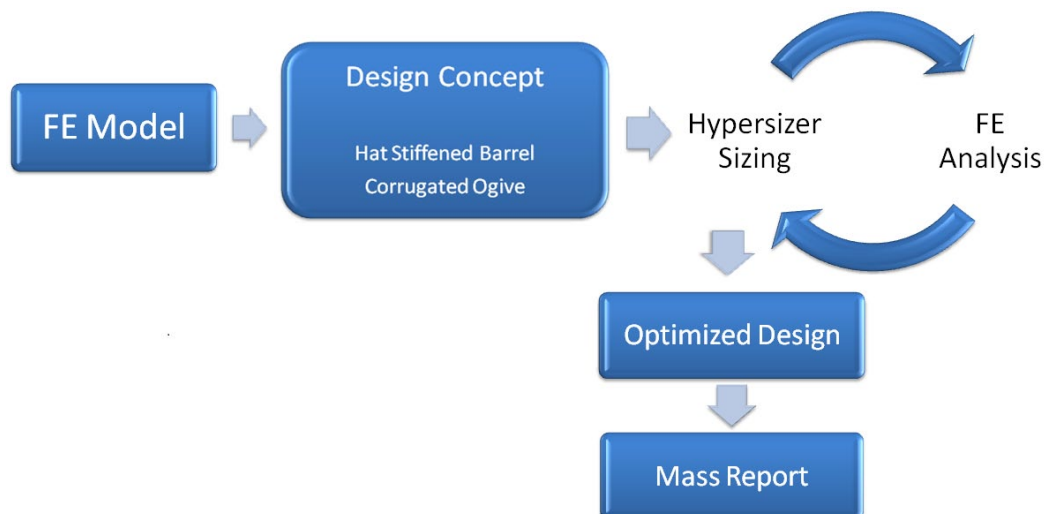 FE Model
Design Concept
Hat Stiffened Barrel
Corrugated Ogive
Hypersizer
Sizing
FE
Analysis
Optimized Design
Mass Report